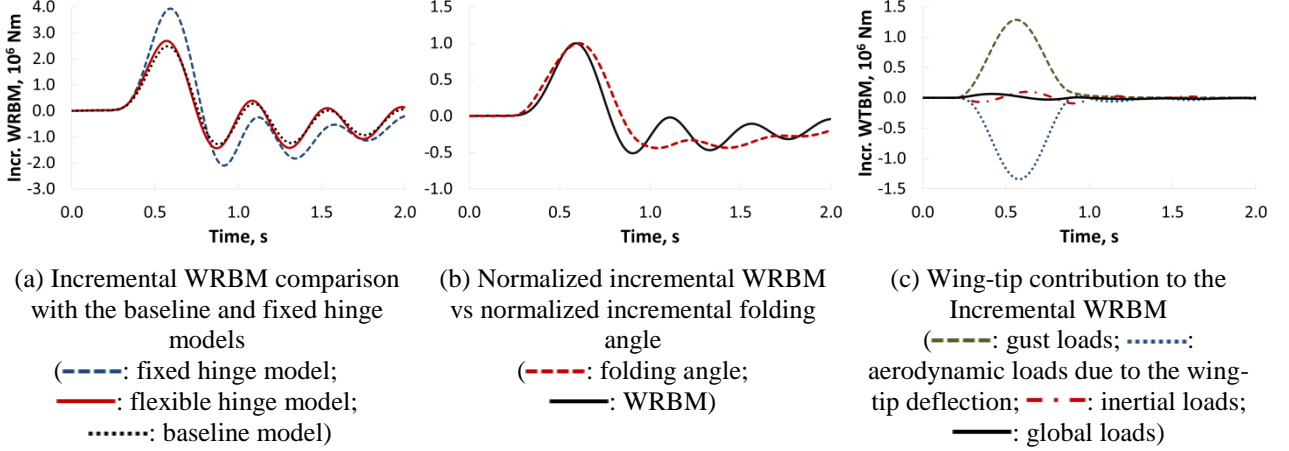 Incr. WRBM, 10⁶ Nm
4.0
3.0
2.0
1.0
0.0
-1.0
-2.0
-3.0
0.0 0.5 1.0 1.5 2.0
Time, s
1.5
1.0
0.5
0.0
-0.5
-1.0
0.0 0.5 1.0 1.5 2.0
Time, s
Incr. WTBM, 10⁶ Nm
1.5
1.0
0.5
0.0
-0.5
-1.0
-1.5
0.0 0.5 1.0 1.5 2.0
Time, s
(a) Incremental WRBM comparison
with the baseline and fixed hinge
models
(: fixed hinge model;
: flexible hinge model;
: baseline model)
(b) Normalized incremental WRBM
vs normalized incremental folding
angle
(: folding angle;
: WRBM)
(c) Wing-tip contribution to the
Incremental WRBM
(: gust loads; :
aerodynamic loads due to the wing-
tip deflection; : inertial loads;
: global loads)